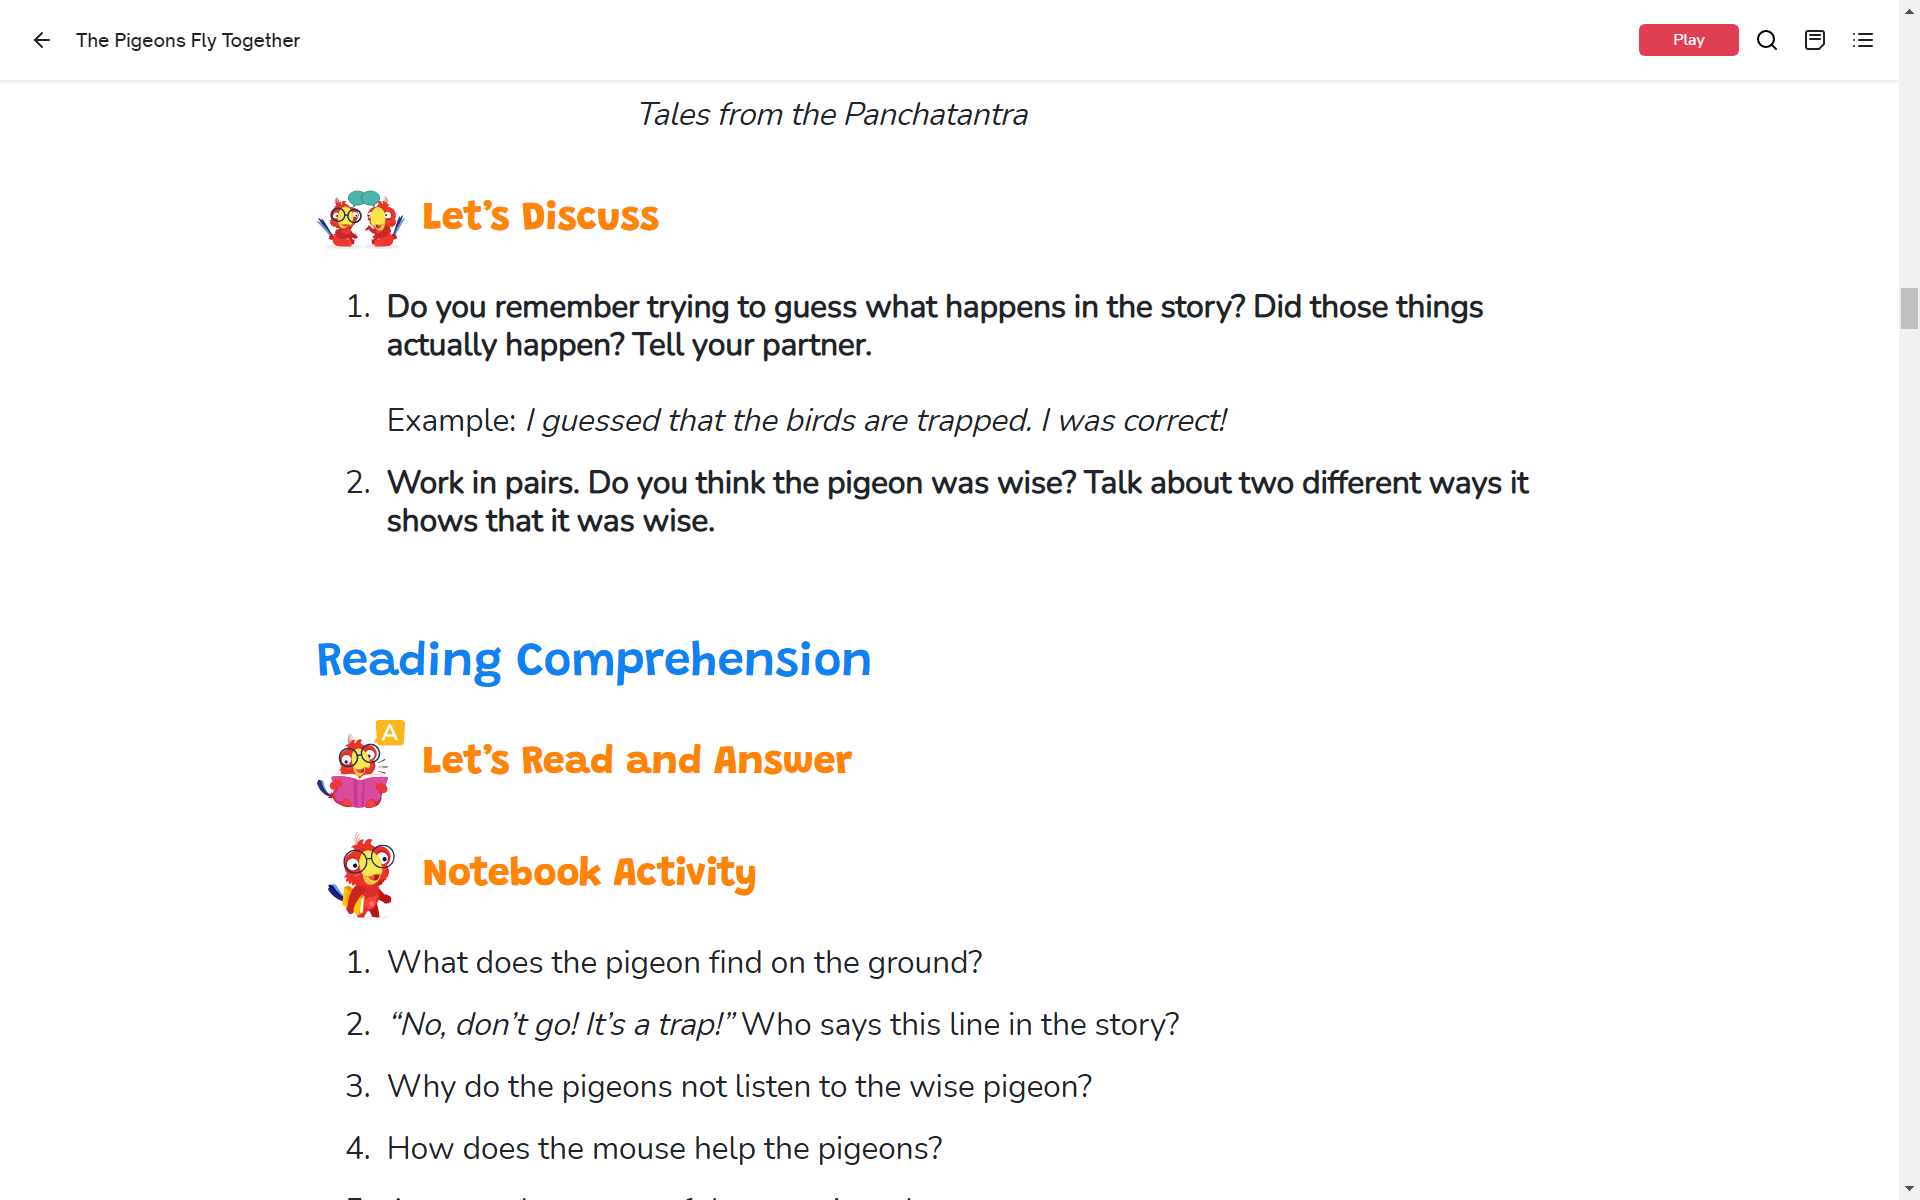 The Pigeons Fly Together
Play
Tales from the Panchatantra
Let’s Discuss
1. Do you remember trying to guess what happens in the story? Did those things
actually happen? Tell your partner.
Example: I guessed that the birds are trapped. I was correct!
2. Work in pairs. Do you think the pigeon was wise? Talk about two different ways it
shows that it was wise.
Reading Comprehension
A
Let’s Read and Answer
Notebook Activity
1. What does the pigeon find on the ground?
2. “No, don’t go! It’s a trap!” Who says this line in the story?
3. Why do the pigeons not listen to the wise pigeon?
4. How does the mouse help the pigeons?